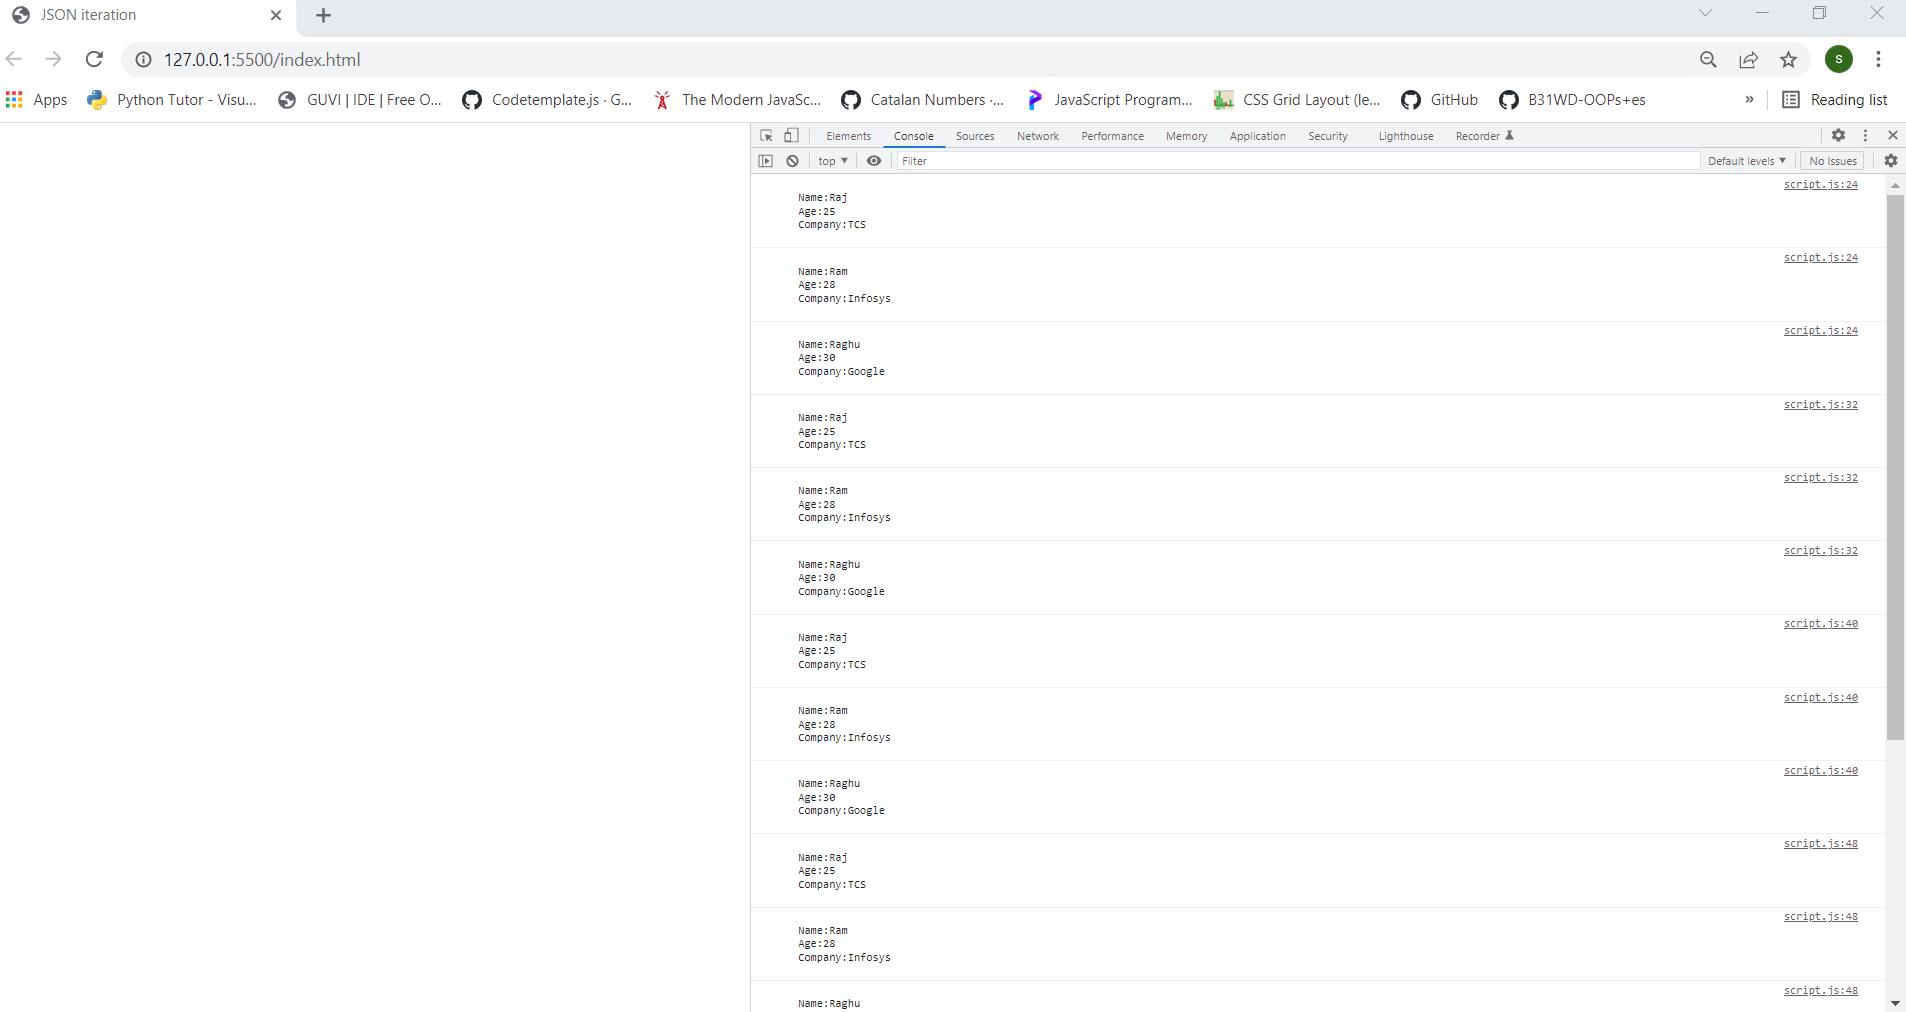 JSON iteration
127.0.0.1:5500/index.html
S
Apps Python Tutor - Visu... GUVI | IDE | Free O... Codetemplate.js · G... The Modern JavaSc... Catalan Numbers ·... JavaScript Program... CSS Grid Layout (le... GitHub B31WD-OOPs+es » Reading list
Elements Console Sources Network Performance Memory Application Security Lighthouse Recorder
top Filter Default levels No Issues
script.js:24
Name:Raj
Age:25
Company:TCS
script.js:24
Name:Ram
Age:28
Company:Infosys
script.js:24
Name:Raghu
Age:30
Company:Google
script.js:32
Name:Raj
Age:25
Company:TCS
script.js:32
Name:Ram
Age:28
Company:Infosys
script.js:32
Name:Raghu
Age:30
Company:Google
script.js:40
Name:Raj
Age:25
Company:TCS
script.js:40
Name:Ram
Age:28
Company:Infosys
script.js:40
Name:Raghu
Age:30
Company:Google
script.js:48
Name:Raj
Age:25
Company:TCS
script.js:48
Name:Ram
Age:28
Company:Infosys
script.js:48
Name:Raghu